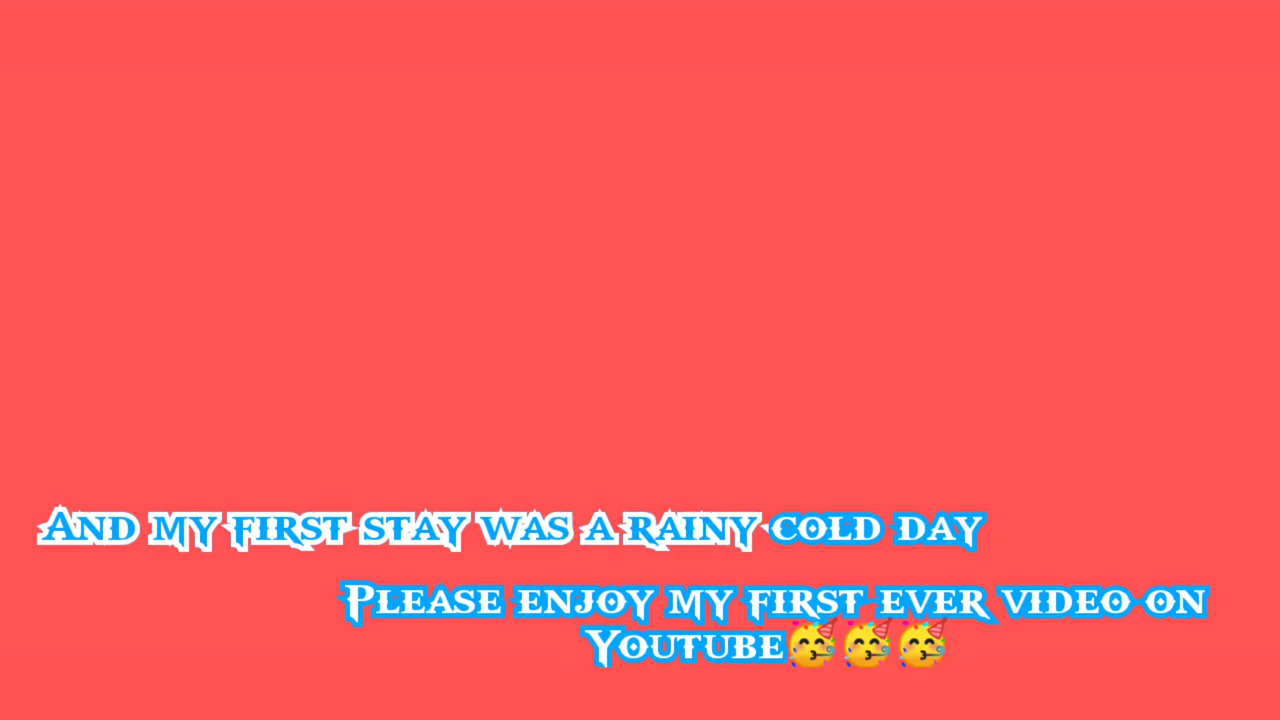 And my first stay was a rainy cold day
Please enjoy my first ever video on
Youtube🥳🥳🥳